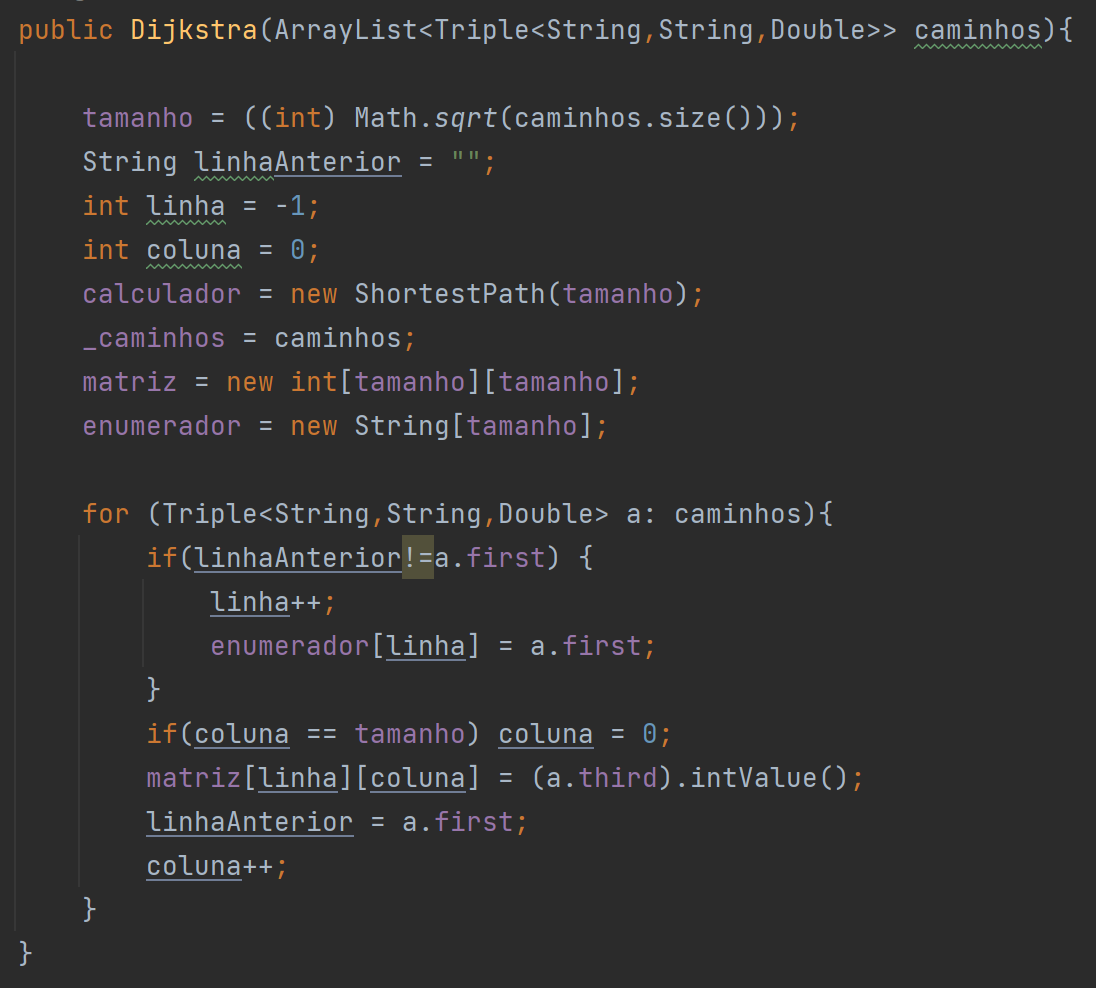 public Dijkstra(ArrayList<Triple<String,String,Double>> caminhos){
tamanho = ((int) Math.sqrt(caminhos.size()));
String linhaAnterior = "";
int linha = -1;
int coluna = 0;
calculador = new ShortestPath(tamanho);
_caminhos = caminhos;
matriz = new int[tamanho][tamanho];
enumerador = new String[tamanho];
for (Triple<String,String,Double> a: caminhos){
if(linhaAnterior!=a.first) {
linha++;
enumerador[linha] = a.first;
}
if(coluna == tamanho) coluna = 0;
matriz[linha][coluna] = (a.third).intValue();
linhaAnterior = a.first;
coluna++;
}
}